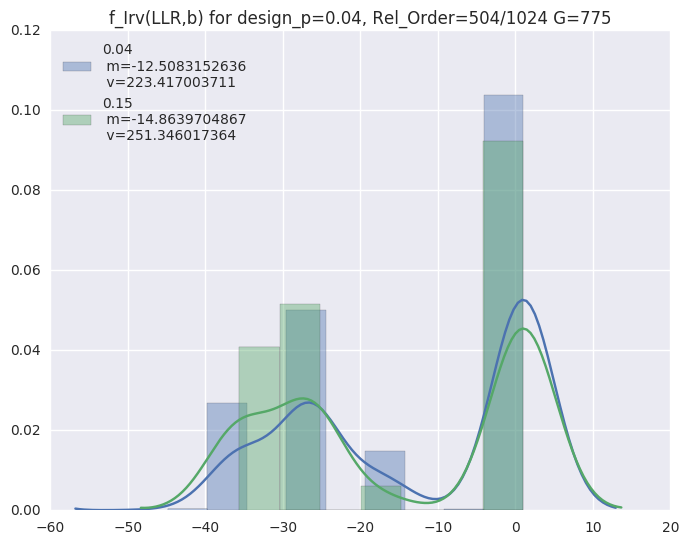 f_Irv(LLR,b) for design_p=0.04, Rel_Order=504/1024 G=775
0.04
m=-12.5083152636
v=223.417003711
0.15
m=-14.8639704867
v=251.346017364
0.12
0.10
0.08
0.06
0.04
0.02
0.00
−60 −50 −40 −30 −20 −10 0 10 20